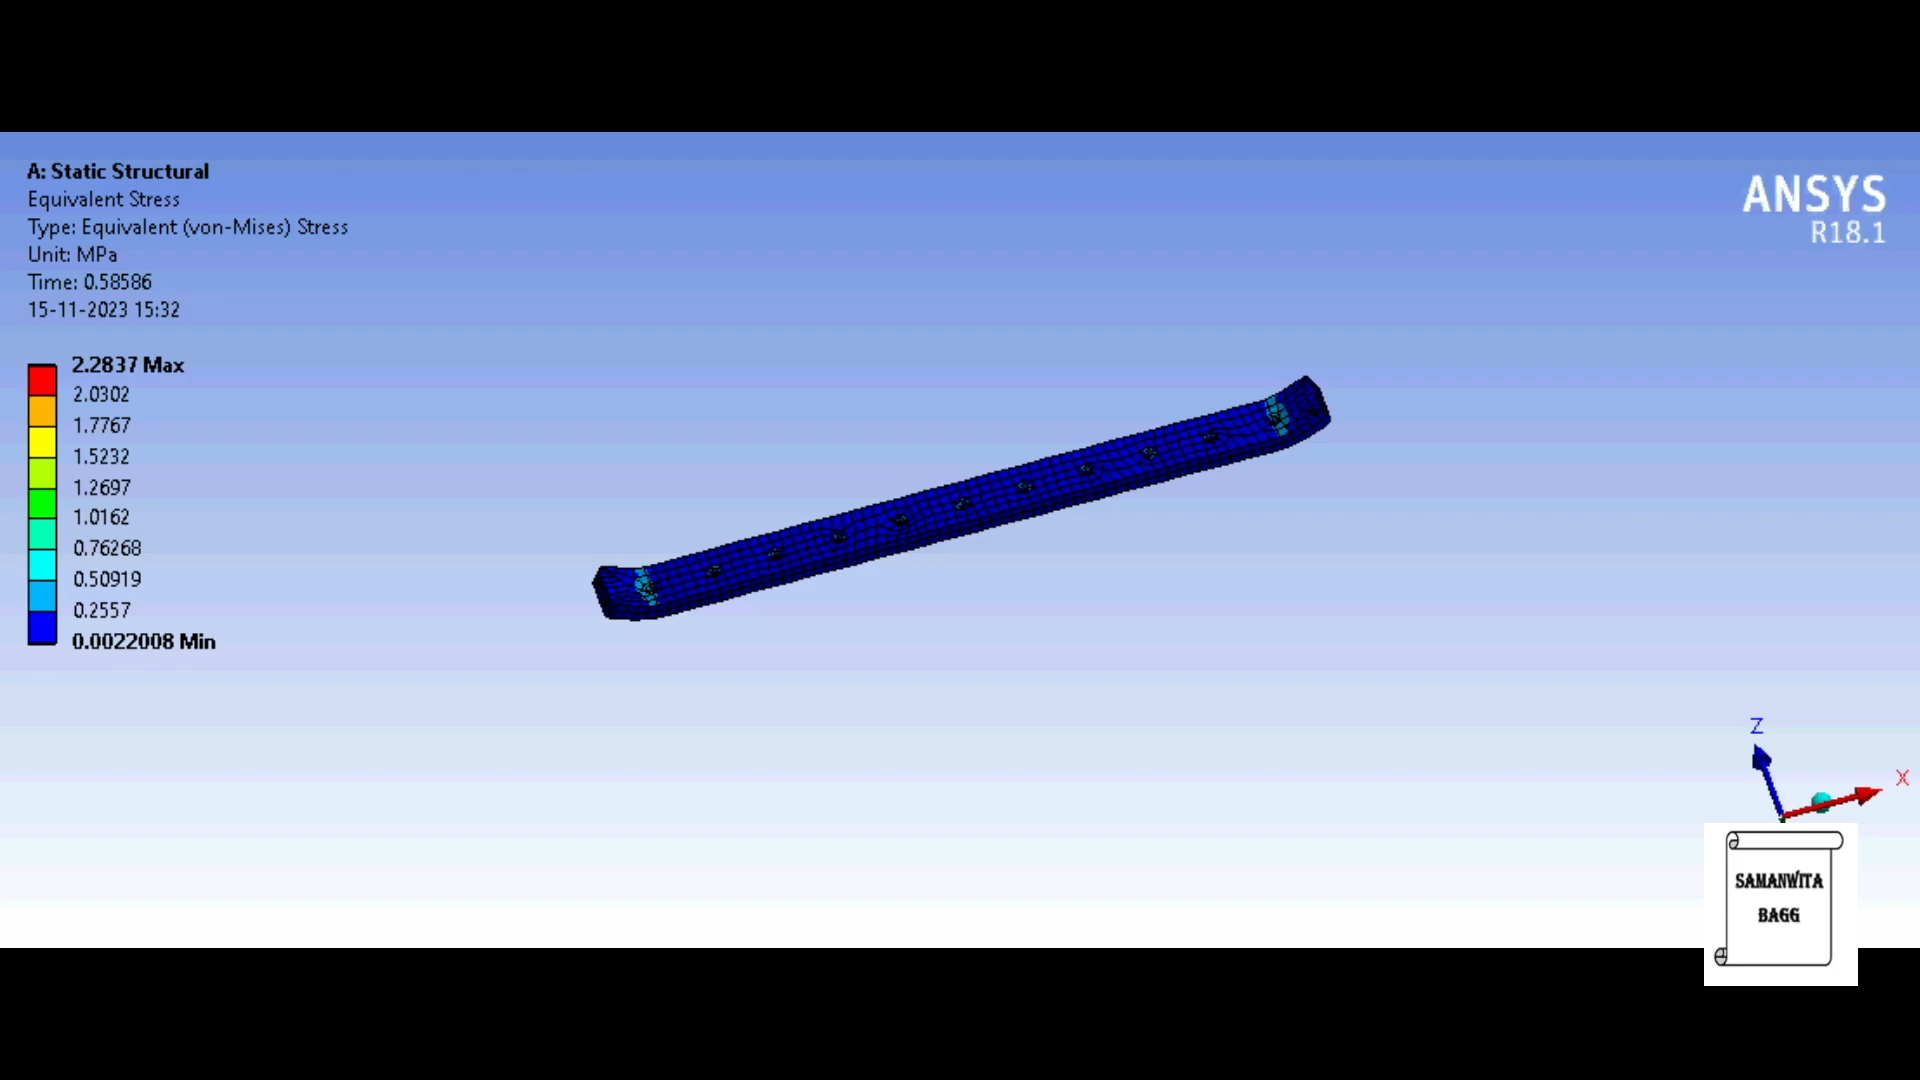 A: Static Structural
Equivalent Stress
Type: Equivalent (von-Mises) Stress
Unit: MPa
Time: 0.58586
15-11-2023 15:32
2.2837 Max
2.0302
1.7767
1.5232
1.2697
1.0162
0.76268
0.50919
0.2557
0.0022008 Min
ANSYS
R18.1
Z
X
SAMANWITA
BAGG